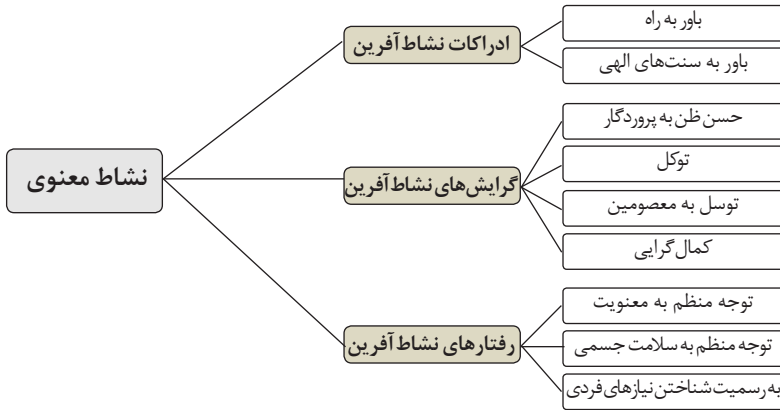 نشاط معنوی
ادراکات نشاط‌آفرین
باور به راه
باور به سنت‌های الهی
گرایش‌های نشاط‌آفرین
حسن ظن به پروردگار
توکل
توسل به معصومین
کمال‌گرایی
رفتارهای نشاط‌آفرین
توجه منظم به معنویت
توجه منظم به سلامت جسمی
به رسمیت شناختن نیازهای فردی